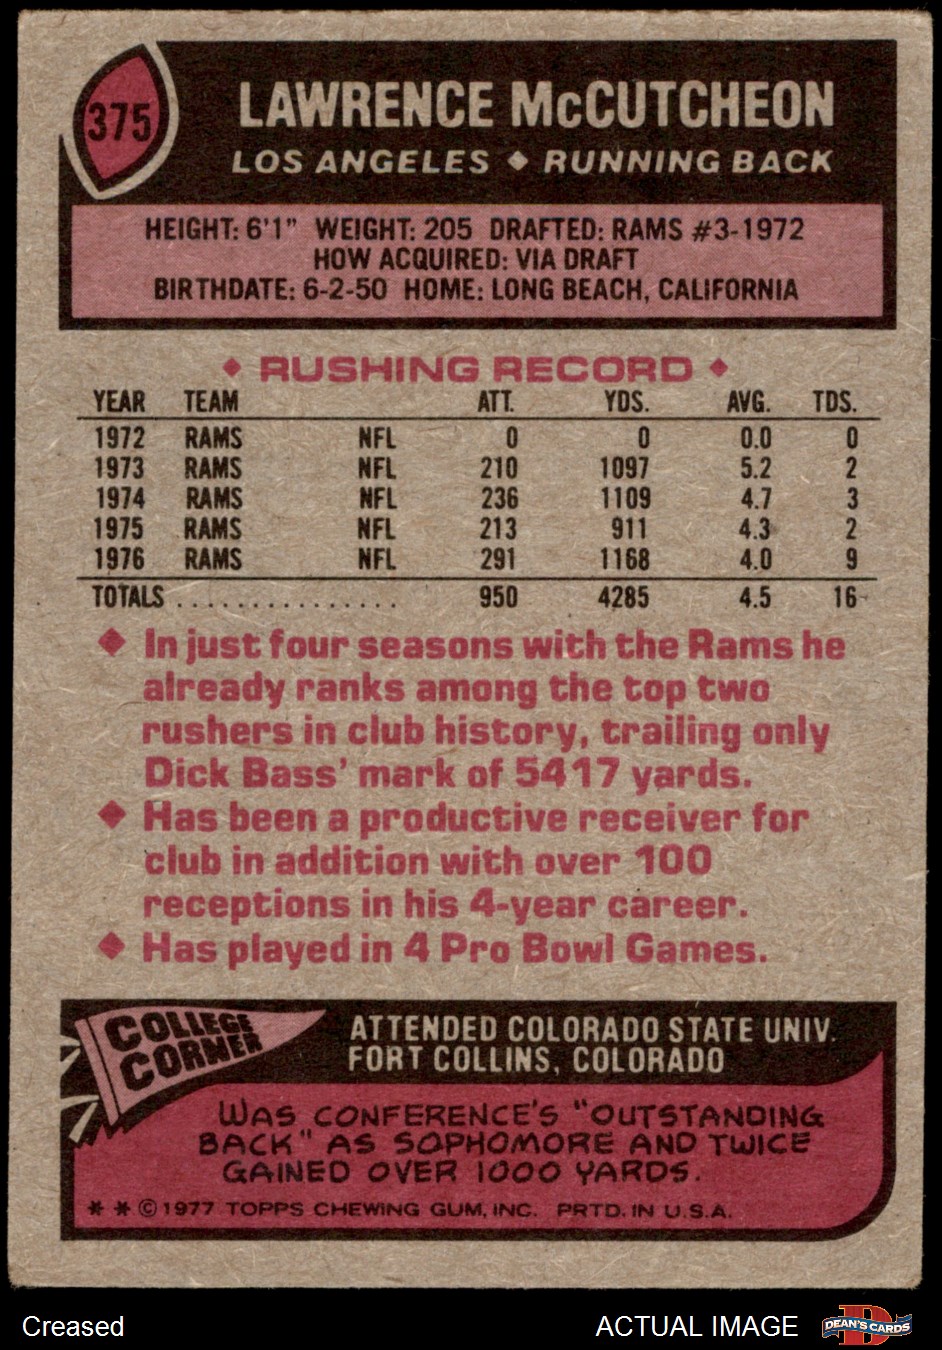 375
LAWRENCE McCUTCHEON
LOS ANGELES ◆ RUNNING BACK
HEIGHT: 6'1" WEIGHT: 205 DRAFTED: RAMS #3-1972
HOW ACQUIRED: VIA DRAFT
BIRTHDATE: 6-2-50 HOME: LONG BEACH, CALIFORNIA
◆ RUSHING RECORD ◆
YEAR TEAM ATT. YDS. AVG. TDS.
1972 RAMS NFL 0 0 0.0 0
1973 RAMS NFL 210 1097 5.2 2
1974 RAMS NFL 236 1109 4.7 3
1975 RAMS NFL 213 911 4.3 2
1976 RAMS NFL 291 1168 4.0 9
TOTALS . . . . . . . . . . . . . . . 950 4285 4.5 16
◆ In just four seasons with the Rams he
already ranks among the top two
rushers in club history, trailing only
Dick Bass' mark of 5417 yards.
◆ Has been a productive receiver for
club in addition with over 100
receptions in his 4-year career.
◆ Has played in 4 Pro Bowl Games.
COLLEGE
CORNER
ATTENDED COLORADO STATE UNIV.
FORT COLLINS, COLORADO
WAS CONFERENCE'S "OUTSTANDING
BACK" AS SOPHOMORE AND TWICE
GAINED OVER 1000 YARDS.
* * © 1977 TOPPS CHEWING GUM, INC. PRTD. IN U.S.A.
Creased
ACTUAL IMAGE
D
DEAN'S CARDS